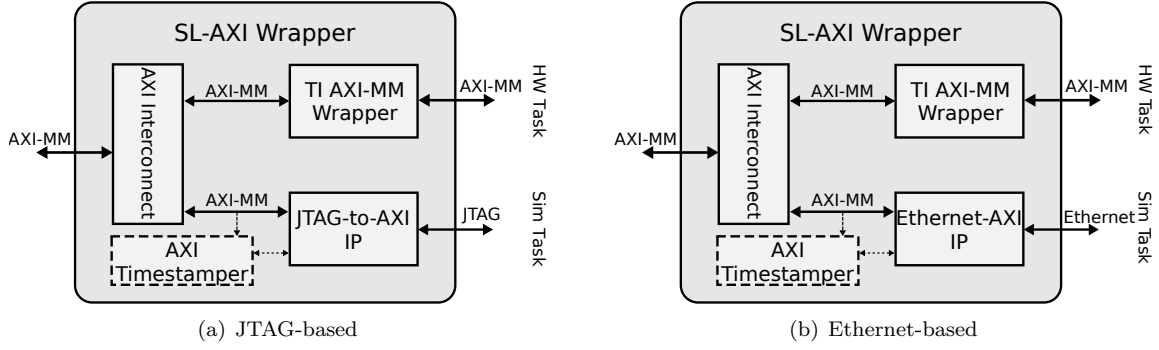 SL-AXI Wrapper
AXI Interconnect
AXI-MM
TI AXI-MM
Wrapper
AXI-MM
HW Task
AXI-MM
AXI-MM
JTAG-to-AXI
IP
JTAG
Sim Task
AXI
Timestamper
(a) JTAG-based
SL-AXI Wrapper
AXI Interconnect
AXI-MM
TI AXI-MM
Wrapper
AXI-MM
HW Task
AXI-MM
AXI-MM
Ethernet-AXI
IP
Ethernet
Sim Task
AXI
Timestamper
(b) Ethernet-based